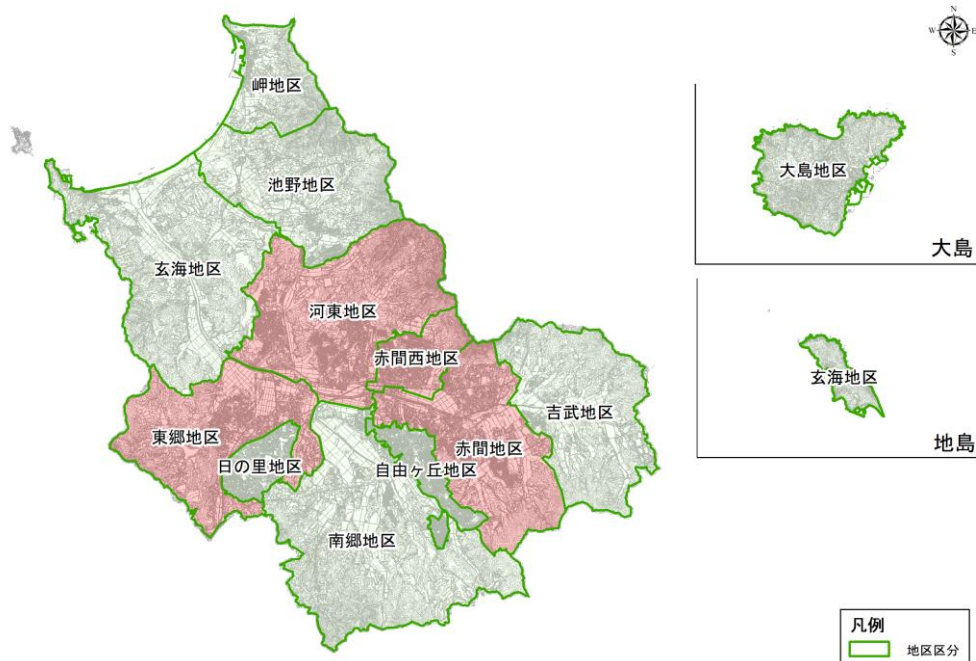 N
W E
S
岬地区
池野地区
大島地区
大島
玄海地区
河東地区
赤間西地区
玄海地区
地島
吉武地区
東郷地区
赤間地区
日の里地区
自由ヶ丘地区
南郷地区
凡例
地区区分